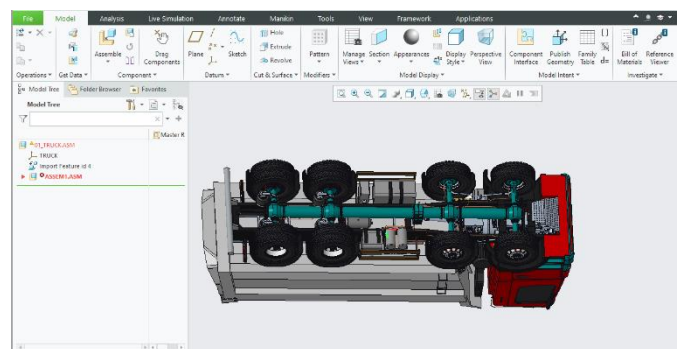 File Model Analysis Live Simulation Annotate Manikin Tools View Framework Applications
Assemble Drag Components Plane Sketch Hole Extrude Revolve Pattern Manage Views Section Appearances Display Style Perspective View Component Interface Publish Geometry Family Table Bill of Materials Reference Viewer
Operations Get Data Component Datum Cut & Surface Modifiers Model Display Model Intent Investigate
Model Tree Folder Browser Favorites
Model Tree
Master R
01_TRUCK.ASM
TRUCK
Import Feature id 4
ASSEM1.ASM